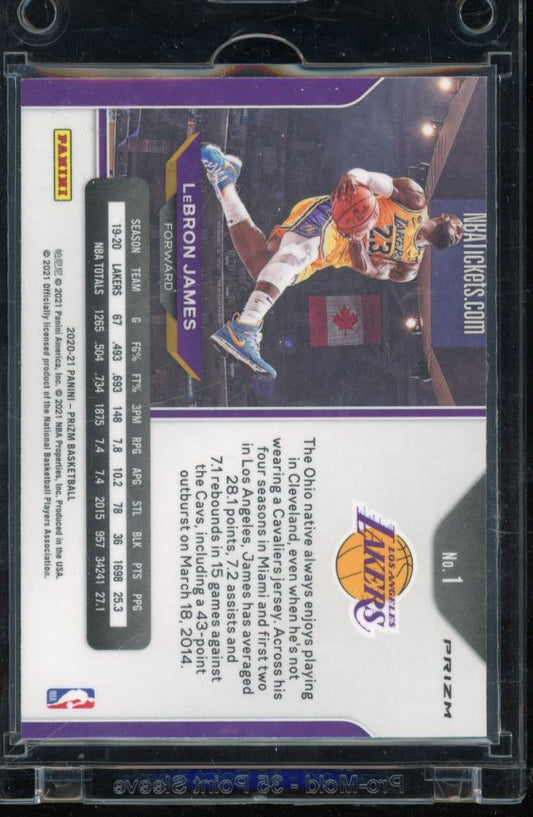 No. 1
PRIZM
LOS ANGELES
LAKERS
The Ohio native always enjoys playing
in Cleveland, even when he's not
wearing a Cavaliers jersey. Across his
four seasons in Miami and first two
in Los Angeles, James has averaged
28.1 points, 7.2 assists and
7.1 rebounds in 15 games against
the Cavs, including a 43-point
outburst on March 18, 2014.
NBATickets.com
LAKERS
23
LeBRON JAMES
FORWARD
SEASON TEAM G FG% FT% 3PM RPG APG STL BLK PTS PPG
19-20 LAKERS 67 .493 .693 148 7.8 10.2 78 36 1698 25.3
NBA TOTALS 1265 .504 .734 1875 7.4 7.4 2015 957 34241 27.1
2020-21 PANINI – PRIZM BASKETBALL
帕尼尼 © 2021 Panini America, Inc. © 2021 NBA Properties, Inc. Produced in the USA.
© 2021 Officially licensed product of the National Basketball Players Association.
PANINI
NBA
Pro-Mold - 35 Point Sleeve